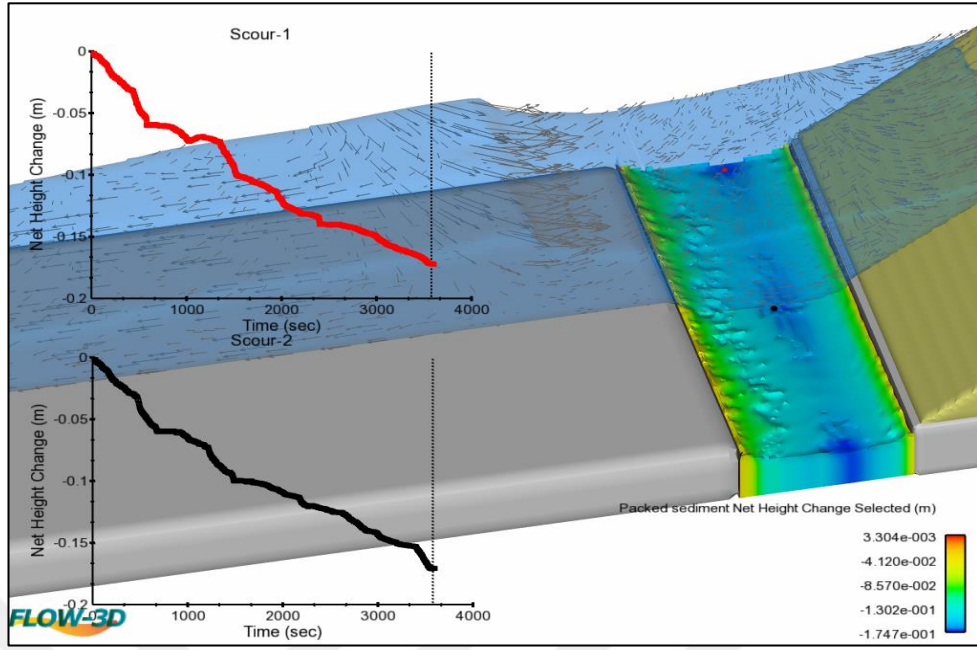 Scour-1
Net Height Change (m)
0
-0.05
-0.1
-0.15
-0.2
0 1000 2000 3000 4000
Time (sec)
Scour-2
Net Height Change (m)
0
-0.05
-0.1
-0.15
-0.2
0 1000 2000 3000 4000
Time (sec)
Packed sediment Net Height Change Selected (m)
3.304e-003
-4.120e-002
-8.570e-002
-1.302e-001
-1.747e-001
FLOW-3D